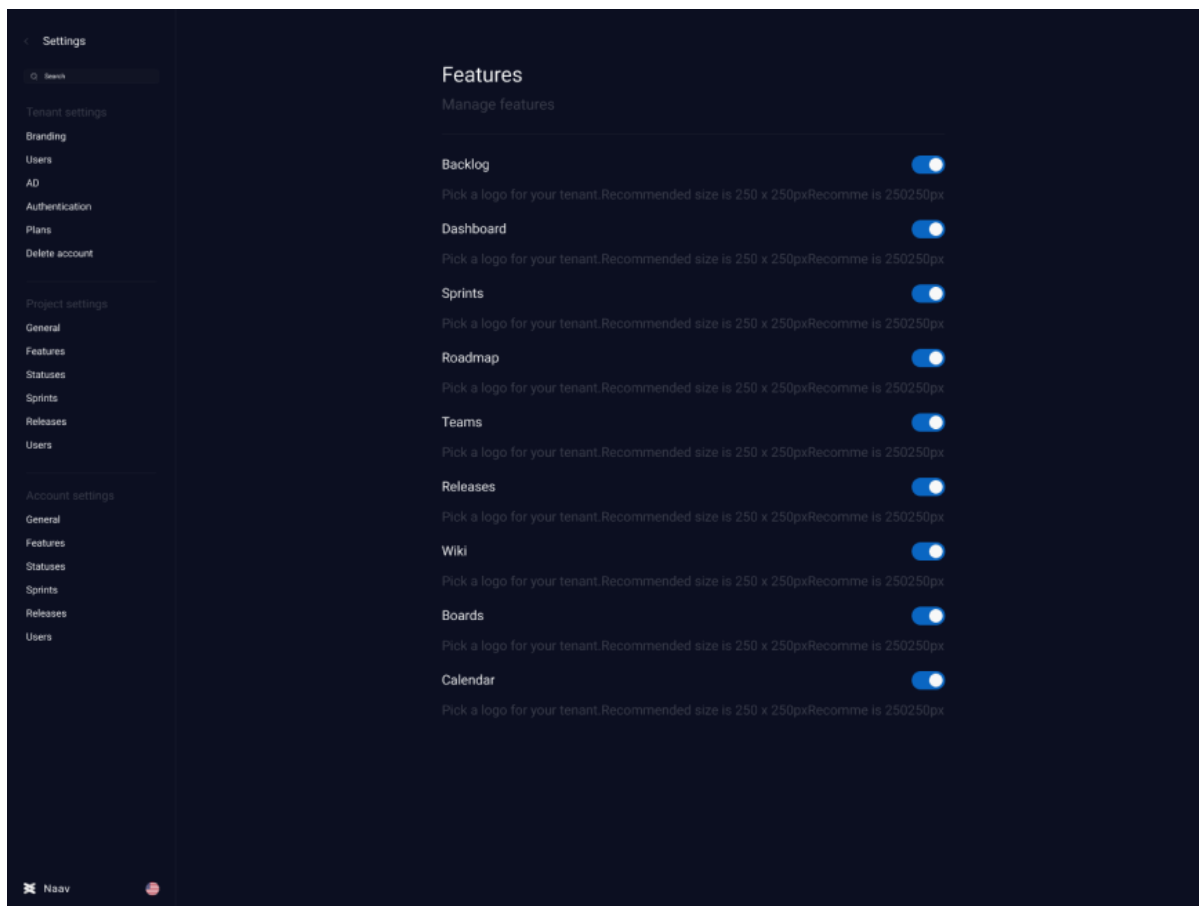 Settings
Search
Tenant settings
Branding
Users
AD
Authentication
Plans
Delete account
Project settings
General
Features
Statuses
Sprints
Releases
Users
Account settings
General
Features
Statuses
Sprints
Releases
Users
Naav
Features
Manage features
Backlog
Pick a logo for your tenant.Recommended size is 250 x 250pxRecomme is 250250px
Dashboard
Pick a logo for your tenant.Recommended size is 250 x 250pxRecomme is 250250px
Sprints
Pick a logo for your tenant.Recommended size is 250 x 250pxRecomme is 250250px
Roadmap
Pick a logo for your tenant.Recommended size is 250 x 250pxRecomme is 250250px
Teams
Pick a logo for your tenant.Recommended size is 250 x 250pxRecomme is 250250px
Releases
Pick a logo for your tenant.Recommended size is 250 x 250pxRecomme is 250250px
Wiki
Pick a logo for your tenant.Recommended size is 250 x 250pxRecomme is 250250px
Boards
Pick a logo for your tenant.Recommended size is 250 x 250pxRecomme is 250250px
Calendar
Pick a logo for your tenant.Recommended size is 250 x 250pxRecomme is 250250px